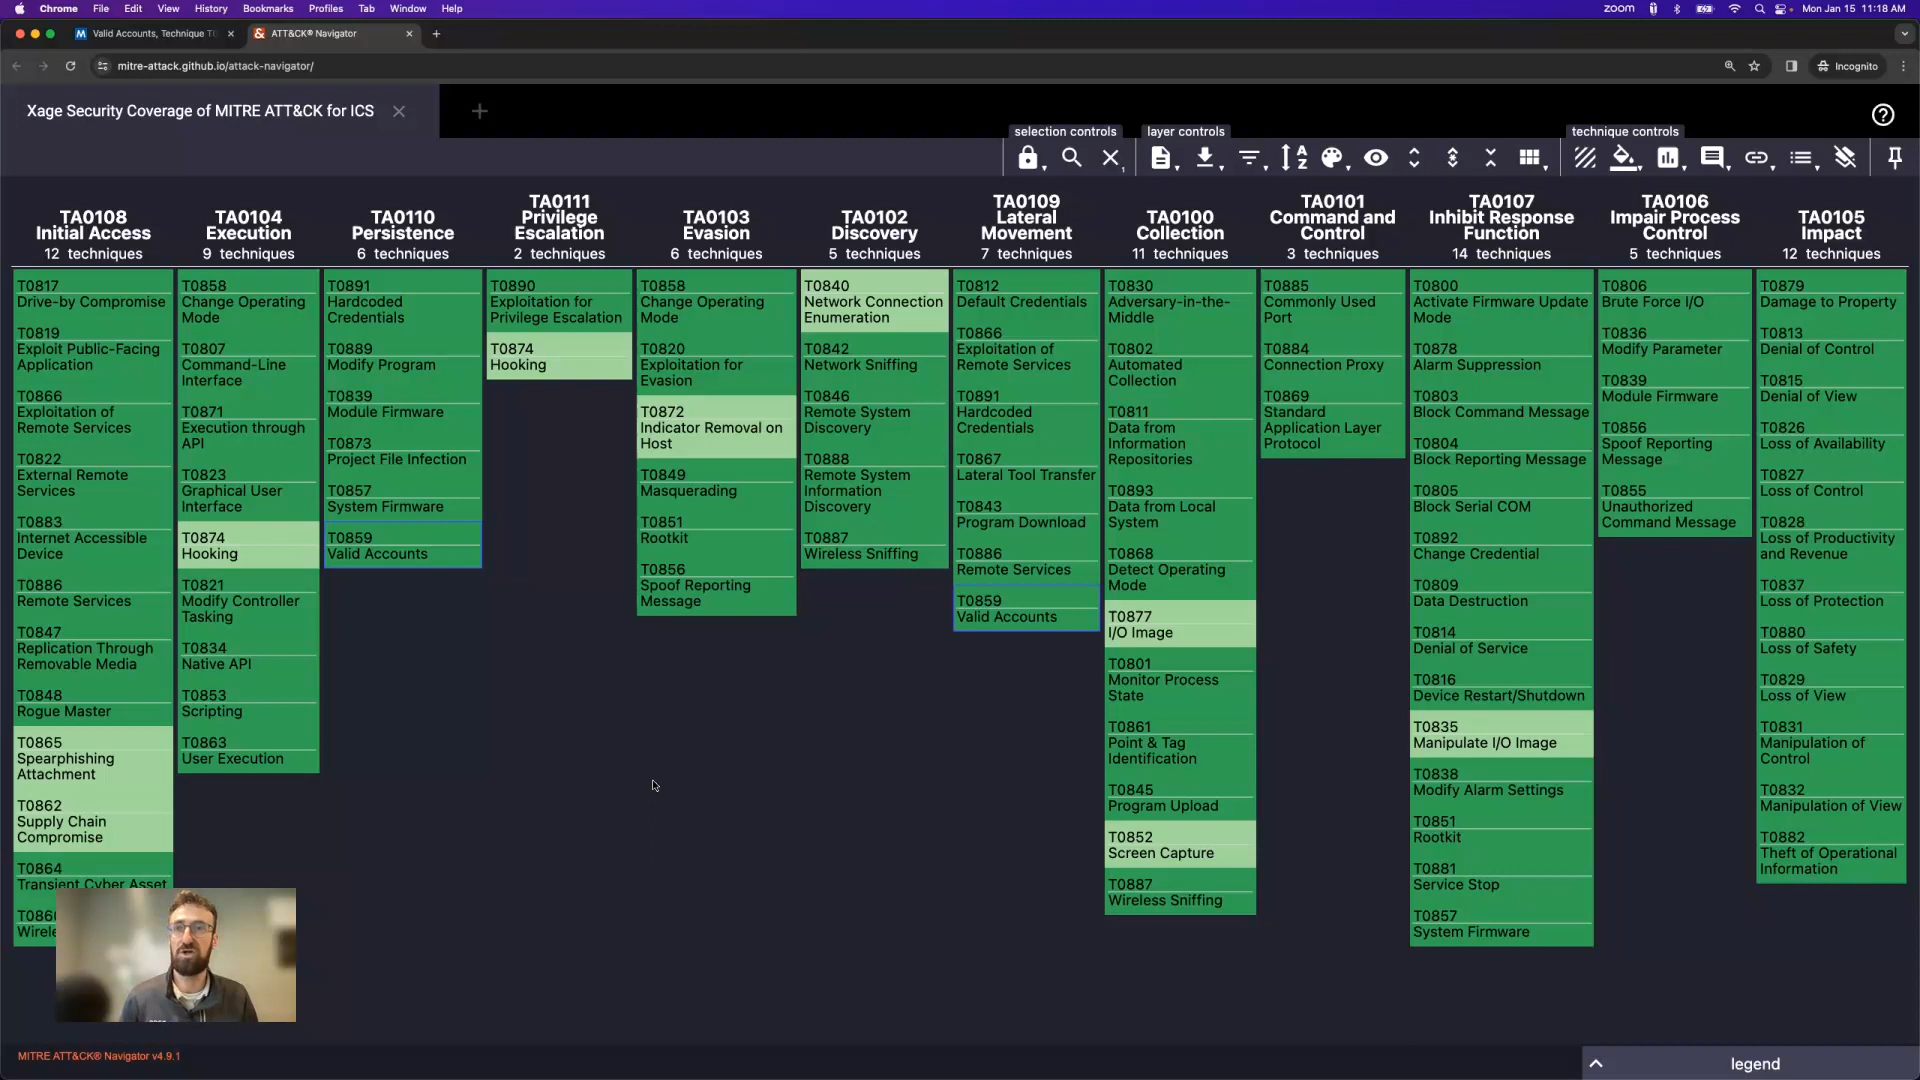 Chrome File Edit View History Bookmarks Profiles Tab Window Help
zoom Mon Jan 15 11:18 AM
Valid Accounts, Technique T
ATT&CK® Navigator
mitre-attack.github.io/attack-navigator/
Incognito
Xage Security Coverage of MITRE ATT&CK for ICS
selection controls
layer controls
technique controls
TA0108
Initial Access
12 techniques
T0817
Drive-by Compromise
T0819
Exploit Public-Facing
Application
T0866
Exploitation of
Remote Services
T0822
External Remote
Services
T0883
Internet Accessible
Device
T0886
Remote Services
T0847
Replication Through
Removable Media
T0848
Rogue Master
T0865
Spearphishing
Attachment
T0862
Supply Chain
Compromise
T0864
Transient Cyber Asset
TA0104
Execution
9 techniques
T0858
Change Operating
Mode
T0807
Command-Line
Interface
T0871
Execution through
API
T0823
Graphical User
Interface
T0874
Hooking
T0821
Modify Controller
Tasking
T0834
Native API
T0853
Scripting
T0863
User Execution
TA0110
Persistence
6 techniques
T0891
Hardcoded
Credentials
T0889
Modify Program
T0839
Module Firmware
T0873
Project File Infection
T0857
System Firmware
T0859
Valid Accounts
TA0111
Privilege
Escalation
2 techniques
T0890
Exploitation for
Privilege Escalation
T0874
Hooking
TA0103
Evasion
6 techniques
T0858
Change Operating
Mode
T0820
Exploitation for
Evasion
T0872
Indicator Removal on
Host
T0849
Masquerading
T0851
Rootkit
T0856
Spoof Reporting
Message
TA0102
Discovery
5 techniques
T0840
Network Connection
Enumeration
T0842
Network Sniffing
T0846
Remote System
Discovery
T0888
Remote System
Information
Discovery
T0887
Wireless Sniffing
TA0109
Lateral
Movement
7 techniques
T0812
Default Credentials
T0866
Exploitation of
Remote Services
T0891
Hardcoded
Credentials
T0867
Lateral Tool Transfer
T0843
Program Download
T0886
Remote Services
T0859
Valid Accounts
TA0100
Collection
11 techniques
T0830
Adversary-in-the-
Middle
T0802
Automated
Collection
T0811
Data from
Information
Repositories
T0893
Data from Local
System
T0868
Detect Operating
Mode
T0877
I/O Image
T0801
Monitor Process
State
T0861
Point & Tag
Identification
T0845
Program Upload
T0852
Screen Capture
T0887
Wireless Sniffing
TA0101
Command and
Control
3 techniques
T0885
Commonly Used
Port
T0884
Connection Proxy
T0869
Standard
Application Layer
Protocol
TA0107
Inhibit Response
Function
14 techniques
T0800
Activate Firmware Update
Mode
T0878
Alarm Suppression
T0803
Block Command Message
T0804
Block Reporting Message
T0805
Block Serial COM
T0892
Change Credential
T0809
Data Destruction
T0814
Denial of Service
T0816
Device Restart/Shutdown
T0835
Manipulate I/O Image
T0838
Modify Alarm Settings
T0851
Rootkit
T0881
Service Stop
T0857
System Firmware
TA0106
Impair Process
Control
5 techniques
T0806
Brute Force I/O
T0836
Modify Parameter
T0839
Module Firmware
T0856
Spoof Reporting
Message
T0855
Unauthorized
Command Message
TA0105
Impact
12 techniques
T0879
Damage to Property
T0813
Denial of Control
T0815
Denial of View
T0826
Loss of Availability
T0827
Loss of Control
T0828
Loss of Productivity
and Revenue
T0837
Loss of Protection
T0880
Loss of Safety
T0829
Loss of View
T0831
Manipulation of
Control
T0832
Manipulation of View
T0882
Theft of Operational
Information
MITRE ATT&CK® Navigator v4.9.1
legend